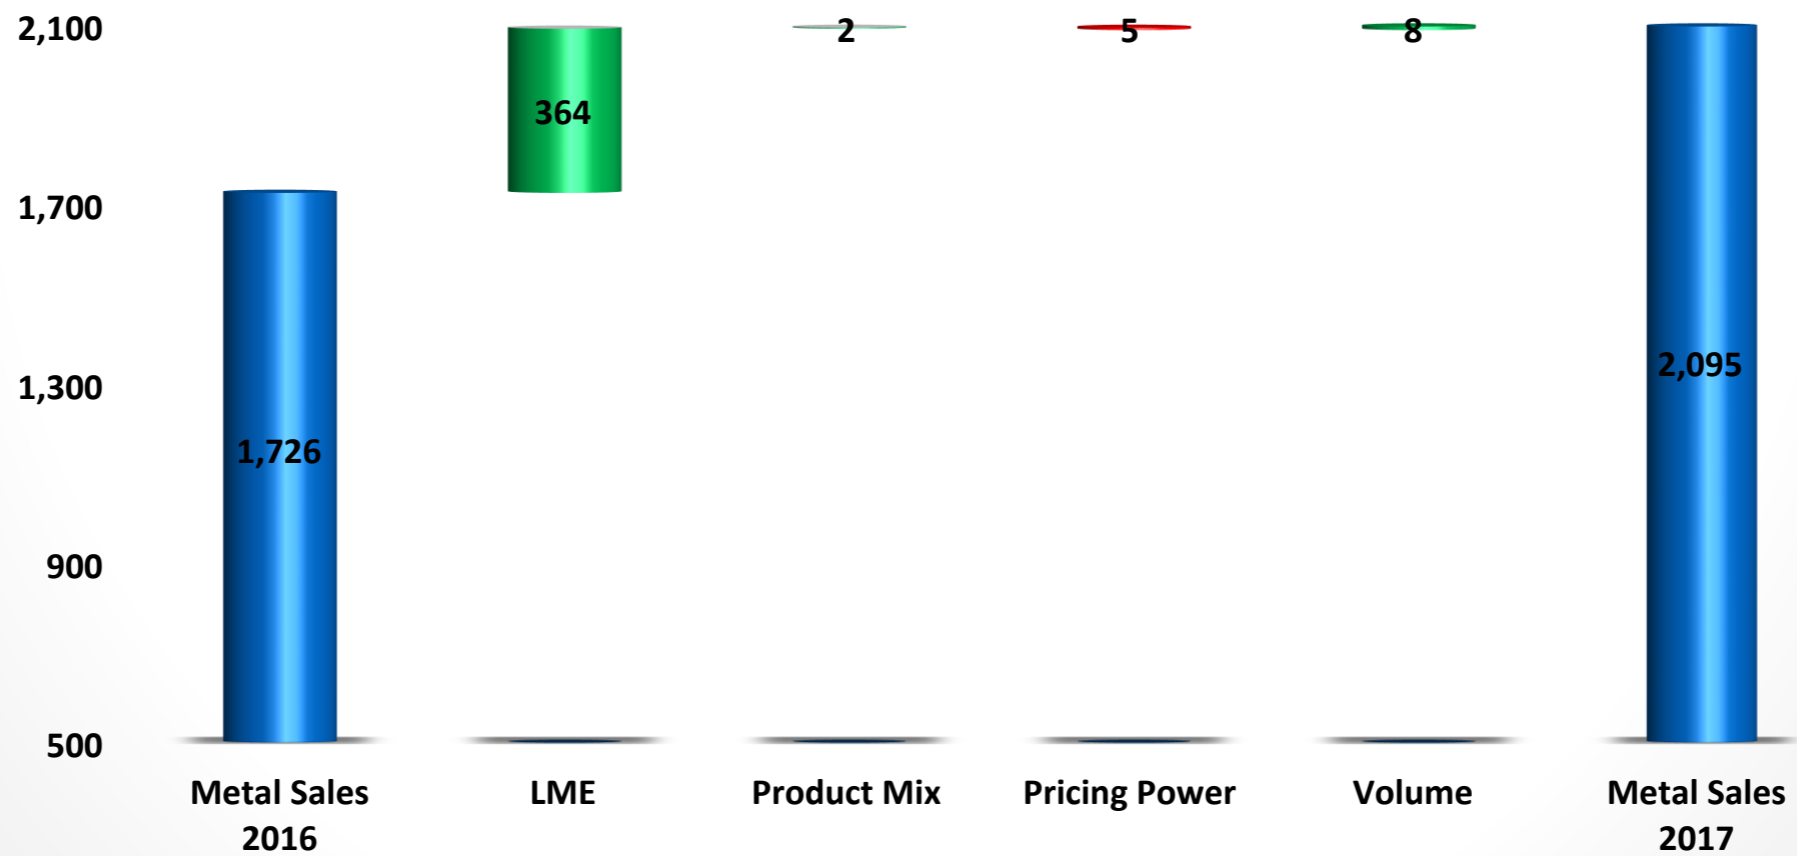 2,100
1,700
1,300
900
500
1,726
364
2
5
8
2,095
Metal Sales
2016
LME
Product Mix
Pricing Power
Volume
Metal Sales
2017